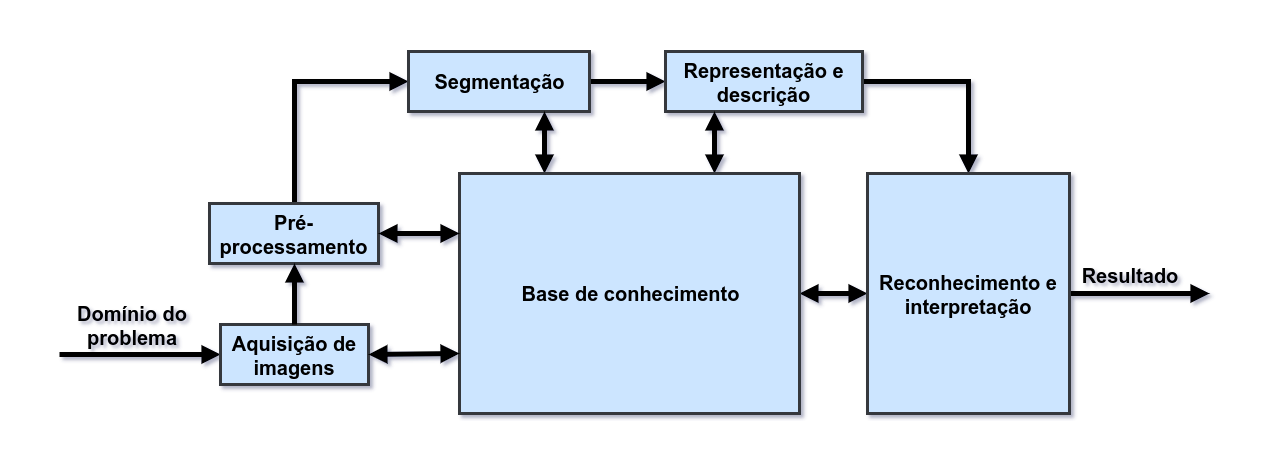 Segmentação
Representação e
descrição
Pré-
processamento
Base de conhecimento
Reconhecimento e
interpretação
Resultado
Domínio do
problema
Aquisição de
imagens